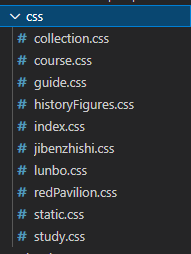 css
# collection.css
# course.css
# guide.css
# historyFigures.css
# index.css
# jibenzhishi.css
# lunbo.css
# redPavilion.css
# static.css
# study.css